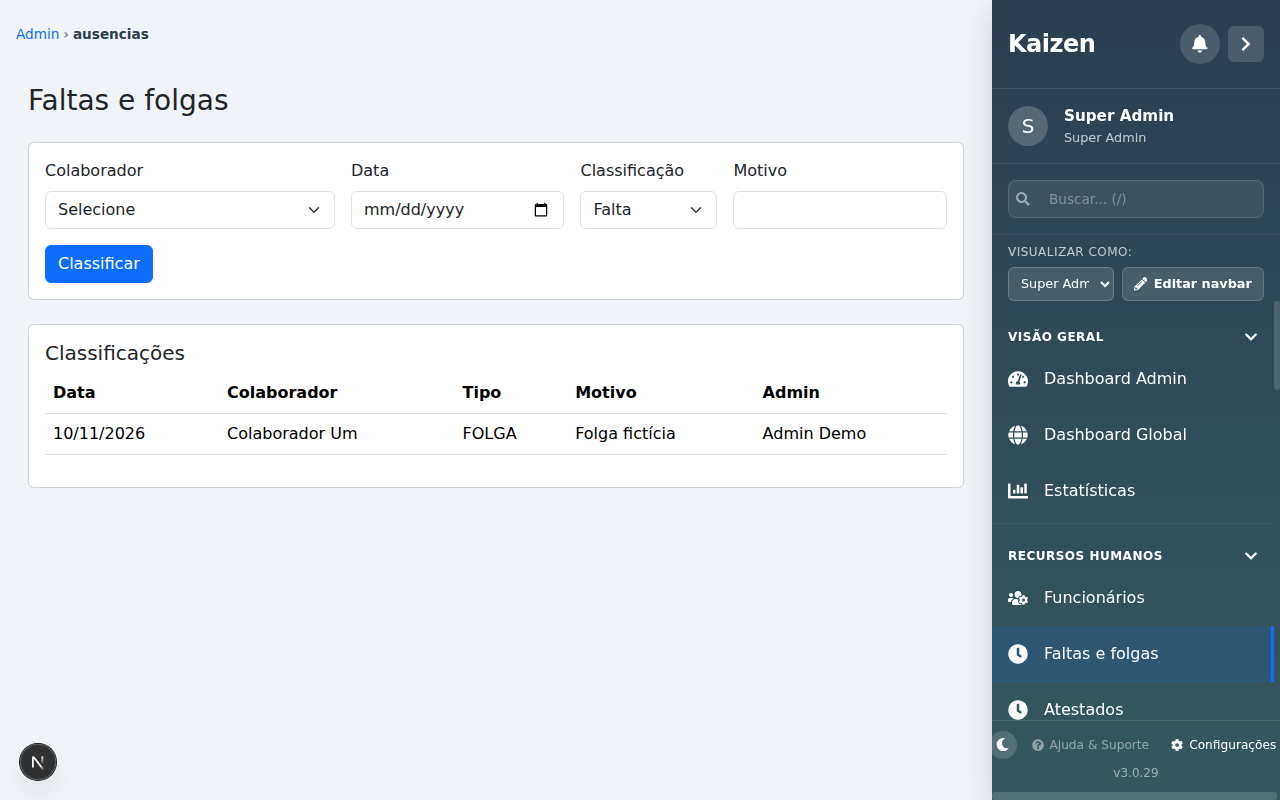 Admin › ausencias
Faltas e folgas
Colaborador Data Classificação Motivo
Selecione mm/dd/yyyy Falta
Classificar
Classificações
Data Colaborador Tipo Motivo Admin
10/11/2026 Colaborador Um FOLGA Folga fictícia Admin Demo
N
Kaizen
S
Super Admin
Super Admin
Buscar... (/)
VISUALIZAR COMO:
Super Adm Editar navbar
VISÃO GERAL
Dashboard Admin
Dashboard Global
Estatísticas
RECURSOS HUMANOS
Funcionários
Faltas e folgas
Atestados
Ajuda & Suporte Configurações
v3.0.29